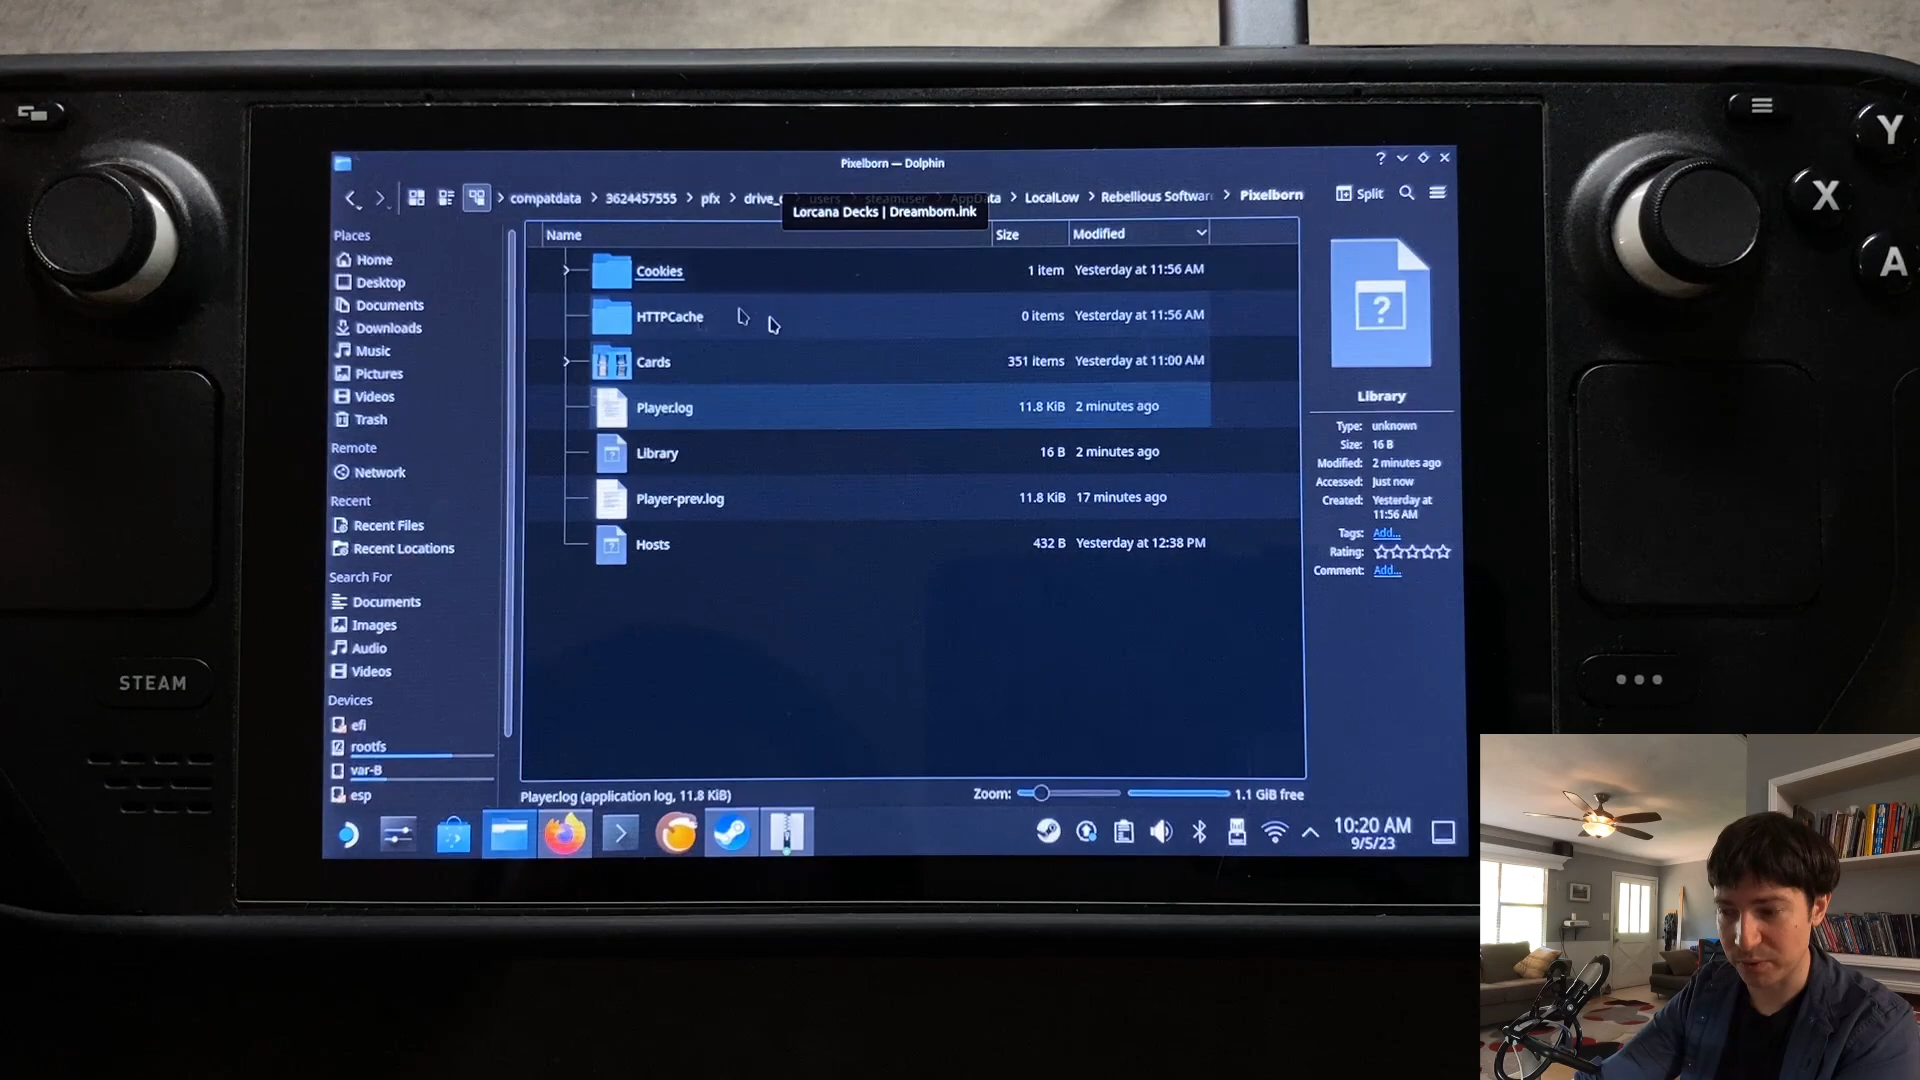 Pixelborn — Dolphin
compatdata > 3624457555 > pfx > drive_c users steamuser AppData > LocalLow > Rebellious Softwar > Pixelborn
Split
Lorcana Decks | Dreamborn.ink
Places
Home
Desktop
Documents
Downloads
Music
Pictures
Videos
Trash
Remote
Network
Recent
Recent Files
Recent Locations
Search For
Documents
Images
Audio
Videos
Devices
efi
rootfs
var-B
esp
Name Size Modified
Cookies 1 item Yesterday at 11:56 AM
HTTPCache 0 items Yesterday at 11:56 AM
Cards 351 items Yesterday at 11:00 AM
Player.log 11.8 KiB 2 minutes ago
Library 16 B 2 minutes ago
Player-prev.log 11.8 KiB 17 minutes ago
Hosts 432 B Yesterday at 12:38 PM
?
Library
Type: unknown
Size: 16 B
Modified: 2 minutes ago
Accessed: Just now
Created: Yesterday at
11:56 AM
Tags: Add...
Rating:
Comment: Add...
Player.log (application log, 11.8 KiB)
Zoom:
1.1 GiB free
10:20 AM
9/5/23
STEAM
Y
X
A